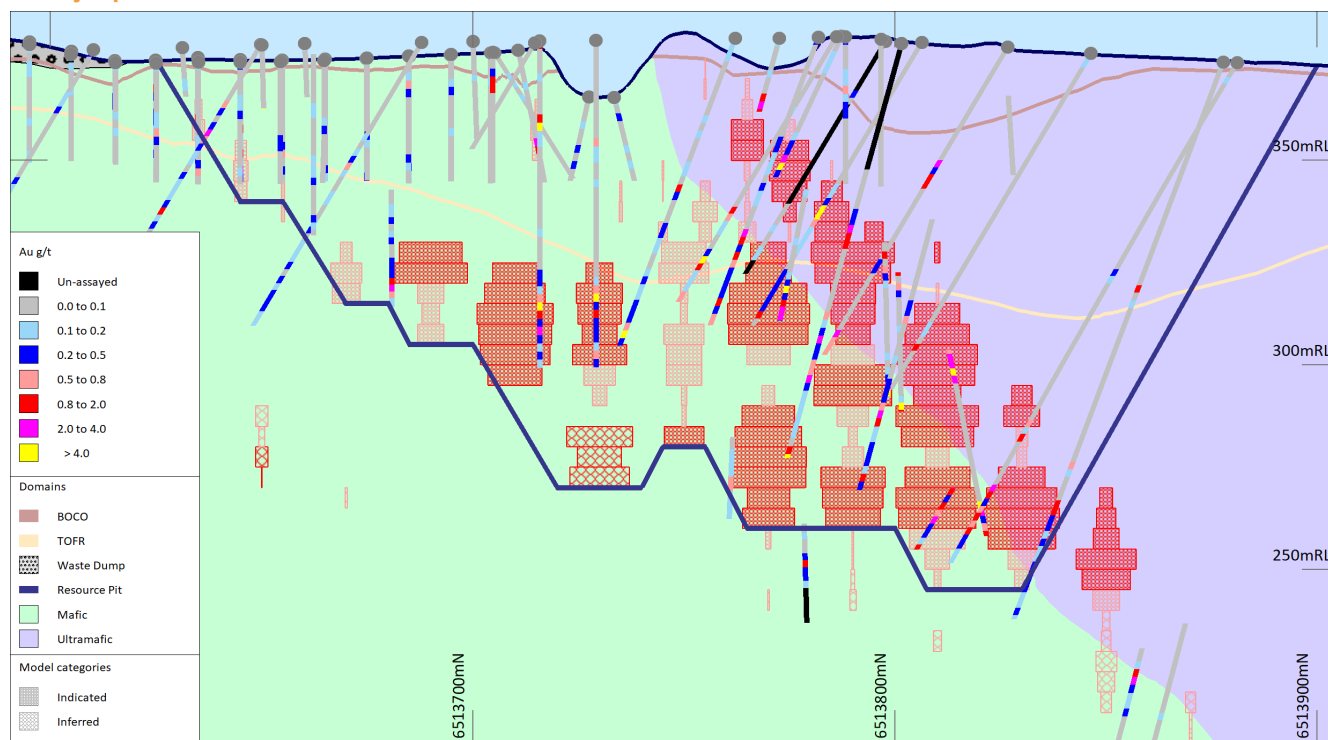 350mRL
Au g/t
Un-assayed
0.0 to 0.1
0.1 to 0.2
0.2 to 0.5
0.5 to 0.8
0.8 to 2.0
2.0 to 4.0
> 4.0
300mRL
Domains
BOCO
TOFR
Waste Dump
Resource Pit
Mafic
Ultramafic
250mRL
Model categories
Indicated
Inferred
6513700mN
6513800mN
6513900mN